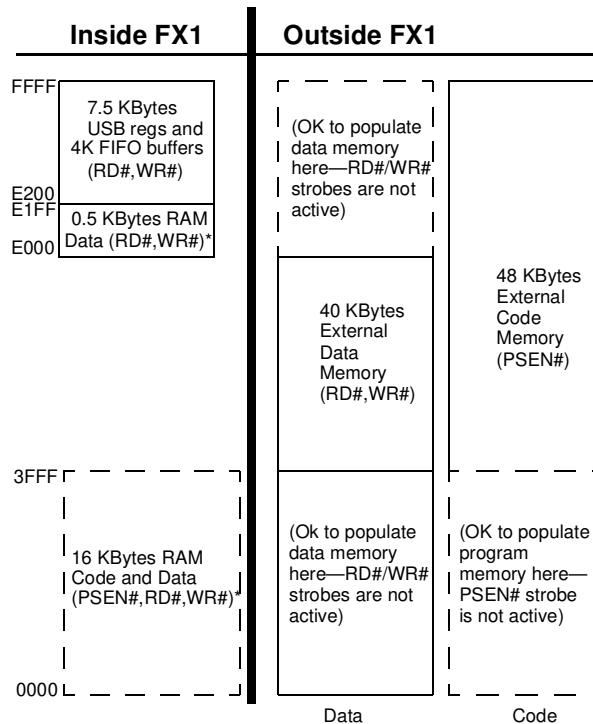 Inside FX1
Outside FX1
FFFF
7.5 KBytes
USB regs and
4K FIFO buffers
(RD#,WR#)
E200
E1FF
0.5 KBytes RAM
Data (RD#,WR#)*
E000
(OK to populate
data memory
here—RD#/WR#
strobes are not
active)
40 KBytes
External
Data
Memory
(RD#,WR#)
48 KBytes
External
Code
Memory
(PSEN#)
3FFF
16 KBytes RAM
Code and Data
(PSEN#,RD#,WR#)*
0000
(Ok to populate
data memory
here—RD#/WR#
strobes are not
active)
(OK to populate
program
memory here—
PSEN# strobe
is not active)
Data
Code